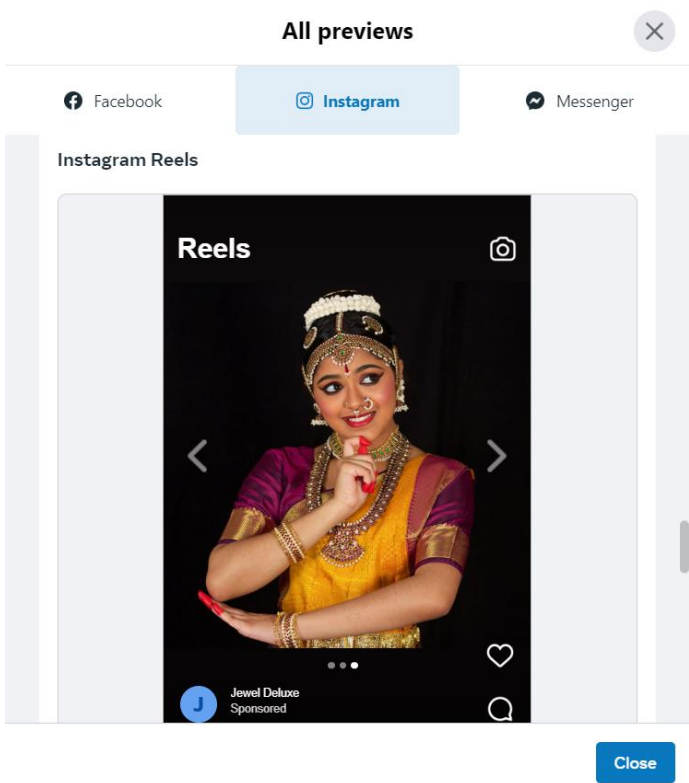 All previews
Facebook
Instagram
Messenger
Instagram Reels
Reels
J
Jewel Deluxe
Sponsored
Close